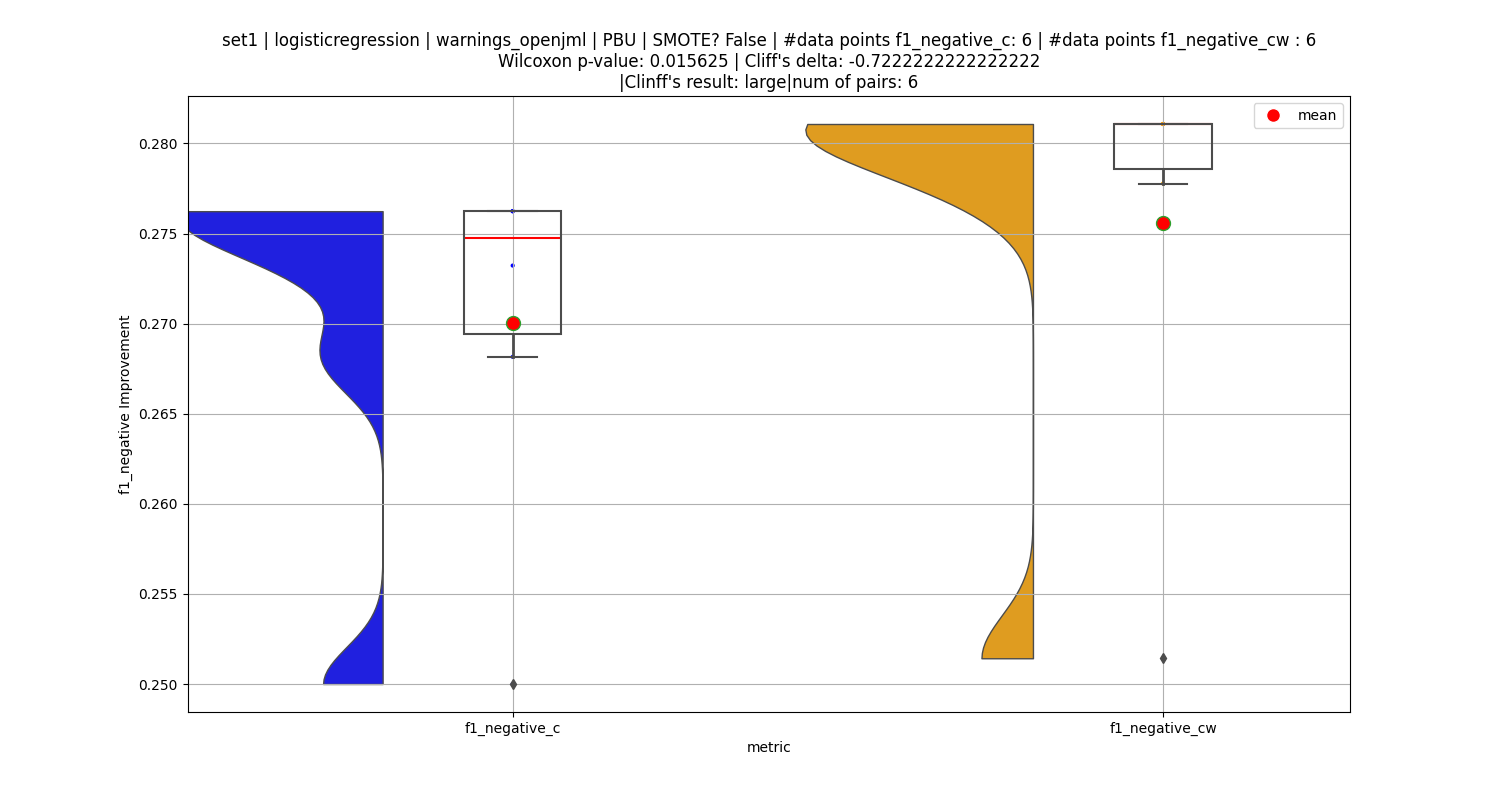 set1 | logisticregression | warnings_openjml | PBU | SMOTE? False | #data points f1_negative_c: 6 | #data points f1_negative_cw : 6
Wilcoxon p-value: 0.015625 | Cliff's delta: -0.7222222222222222
|Clinff's result: large|num of pairs: 6
mean
0.280
0.275
0.270
0.265
0.260
0.255
0.250
f1_negative Improvement
f1_negative_c
f1_negative_cw
metric